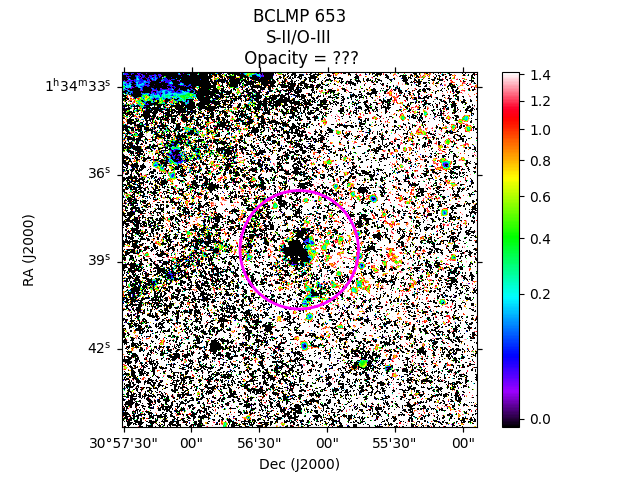 BCLMP 653
S-II/O-III
Opacity = ???
1ʰ34ᵐ33ˢ
36ˢ
39ˢ
42ˢ
RA (J2000)
30°57'30" 00" 56'30" 00" 55'30" 00"
Dec (J2000)
1.4
1.2
1.0
0.8
0.6
0.4
0.2
0.0